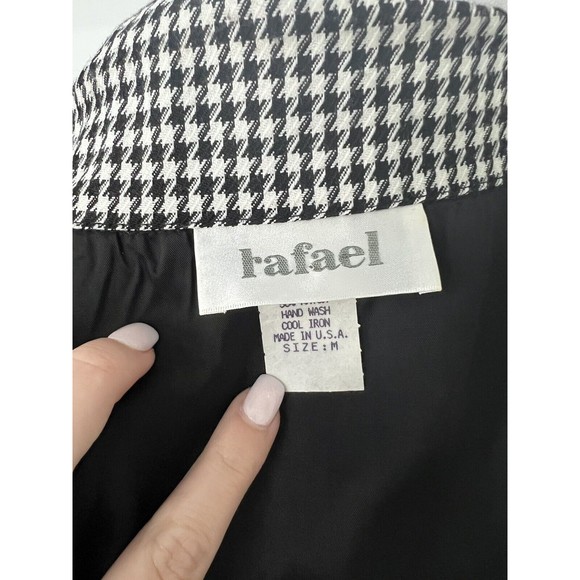 rafael
HAND WASH
COOL IRON
MADE IN U.S.A.
SIZE: M